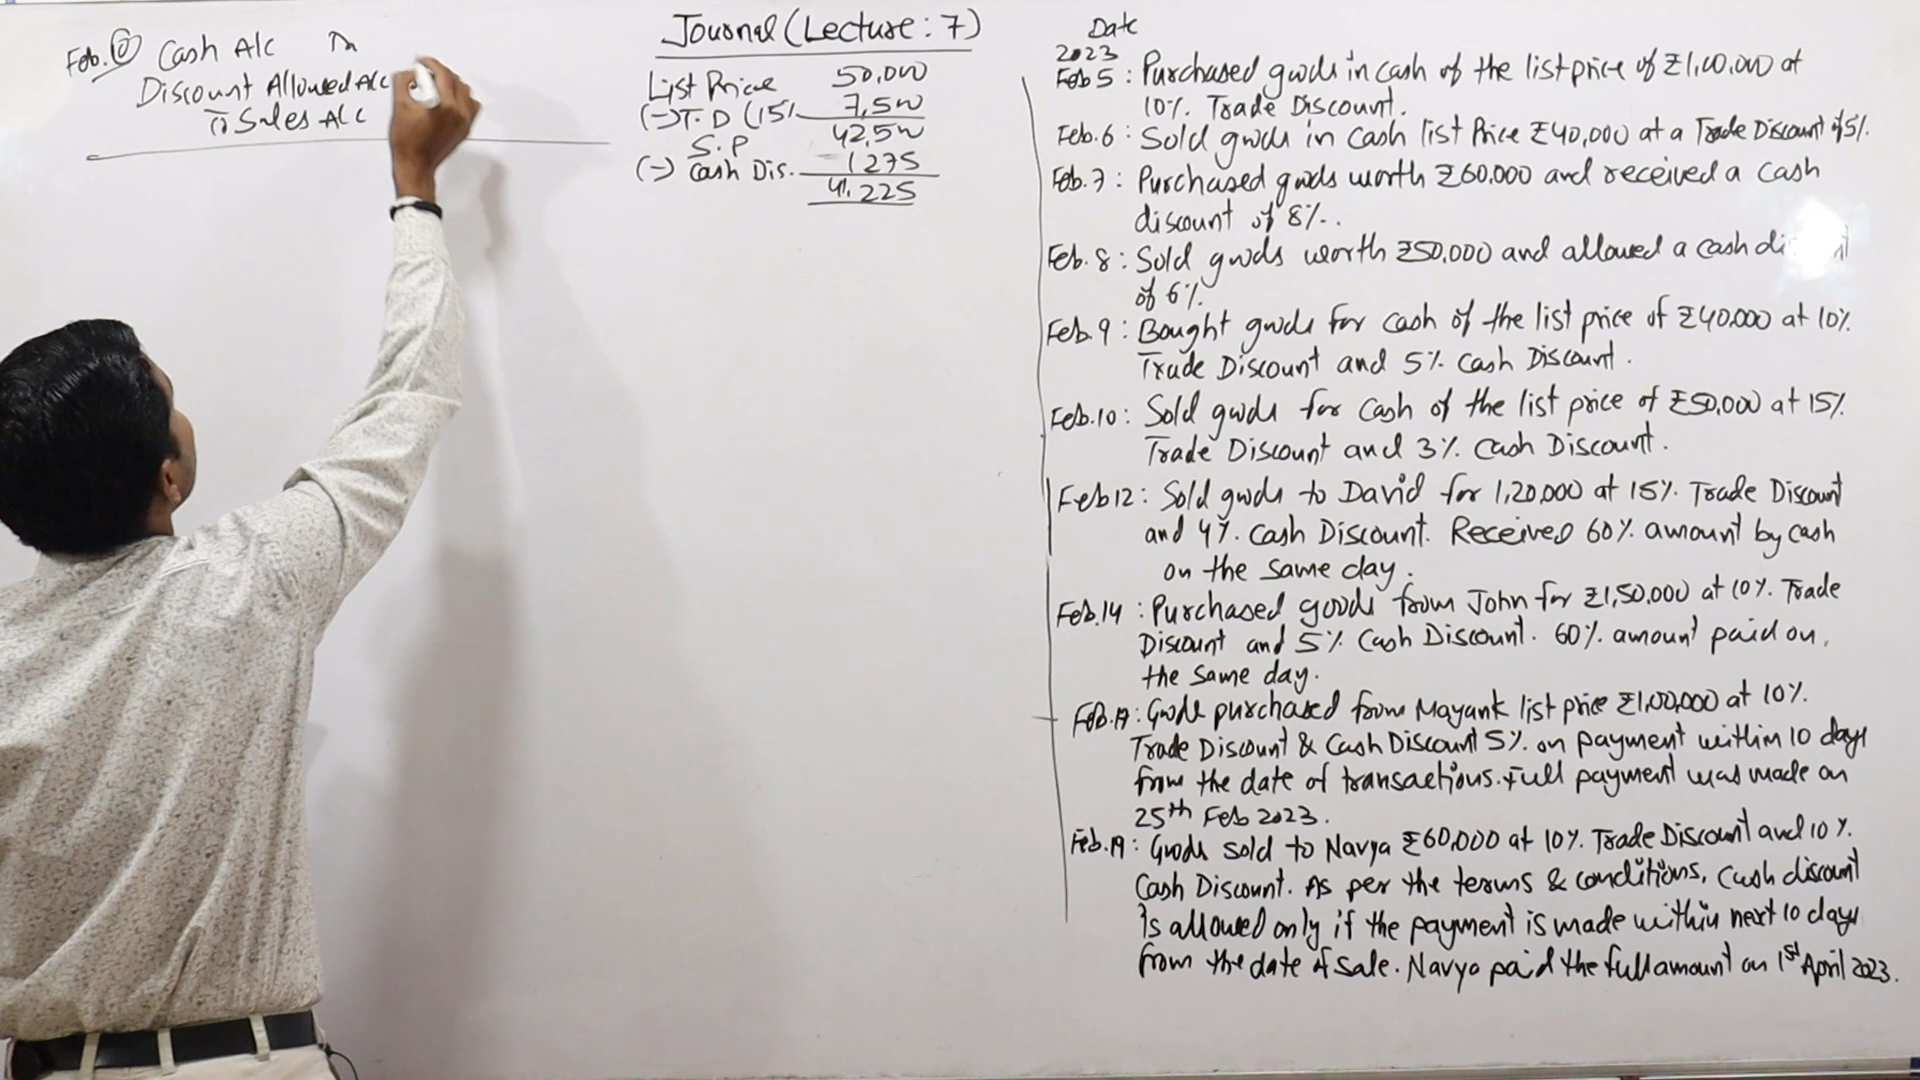 Journal (Lecture: 7)
Feb. 10 Cash A/c Dr
Discount Allowed A/c
To Sales A/c
List Price 50,000
(-) T.D (15% 7,500
S.P 42,500
(-) Cash Dis. 1275
41,225
Date
2023
Feb 5: Purchased goods in cash of the list price of ₹1,00,000 at
10% Trade Discount.
Feb. 6: Sold goods in cash list Price ₹40,000 at a Trade Discount of 5%.
Feb. 7: Purchased goods worth ₹60,000 and received a cash
discount of 8%..
Feb. 8: Sold goods worth ₹50,000 and allowed a cash
of 6%.
Feb. 9: Bought goods for cash of the list price of ₹40,000 at 10%
Trade Discount and 5% Cash Discount.
Feb. 10: Sold goods for cash of the list price of ₹50,000 at 15%
Trade Discount and 3% Cash Discount.
Feb 12: Sold goods to David for 1,20,000 at 15% Trade Discount
and 4% Cash Discount. Received 60% amount by cash
on the same day.
Feb. 14: Purchased goods from John for ₹1,50,000 at 10% Trade
Discount and 5% Cash Discount. 60% amount paid on
the same day.
Feb. 17: Goods purchased from Mayank list price ₹1,00,000 at 10%
Trade Discount & Cash Discount 5% on payment within 10 days
from the date of transactions. Full payment was made on
25th Feb 2023.
Feb. 19: Goods sold to Navya ₹60,000 at 10% Trade Discount and 10%
Cash Discount. As per the terms & conditions, Cash discount
is allowed only if the payment is made within next 10 days
from the date of sale. Navya paid the full amount on 1st April 2023.